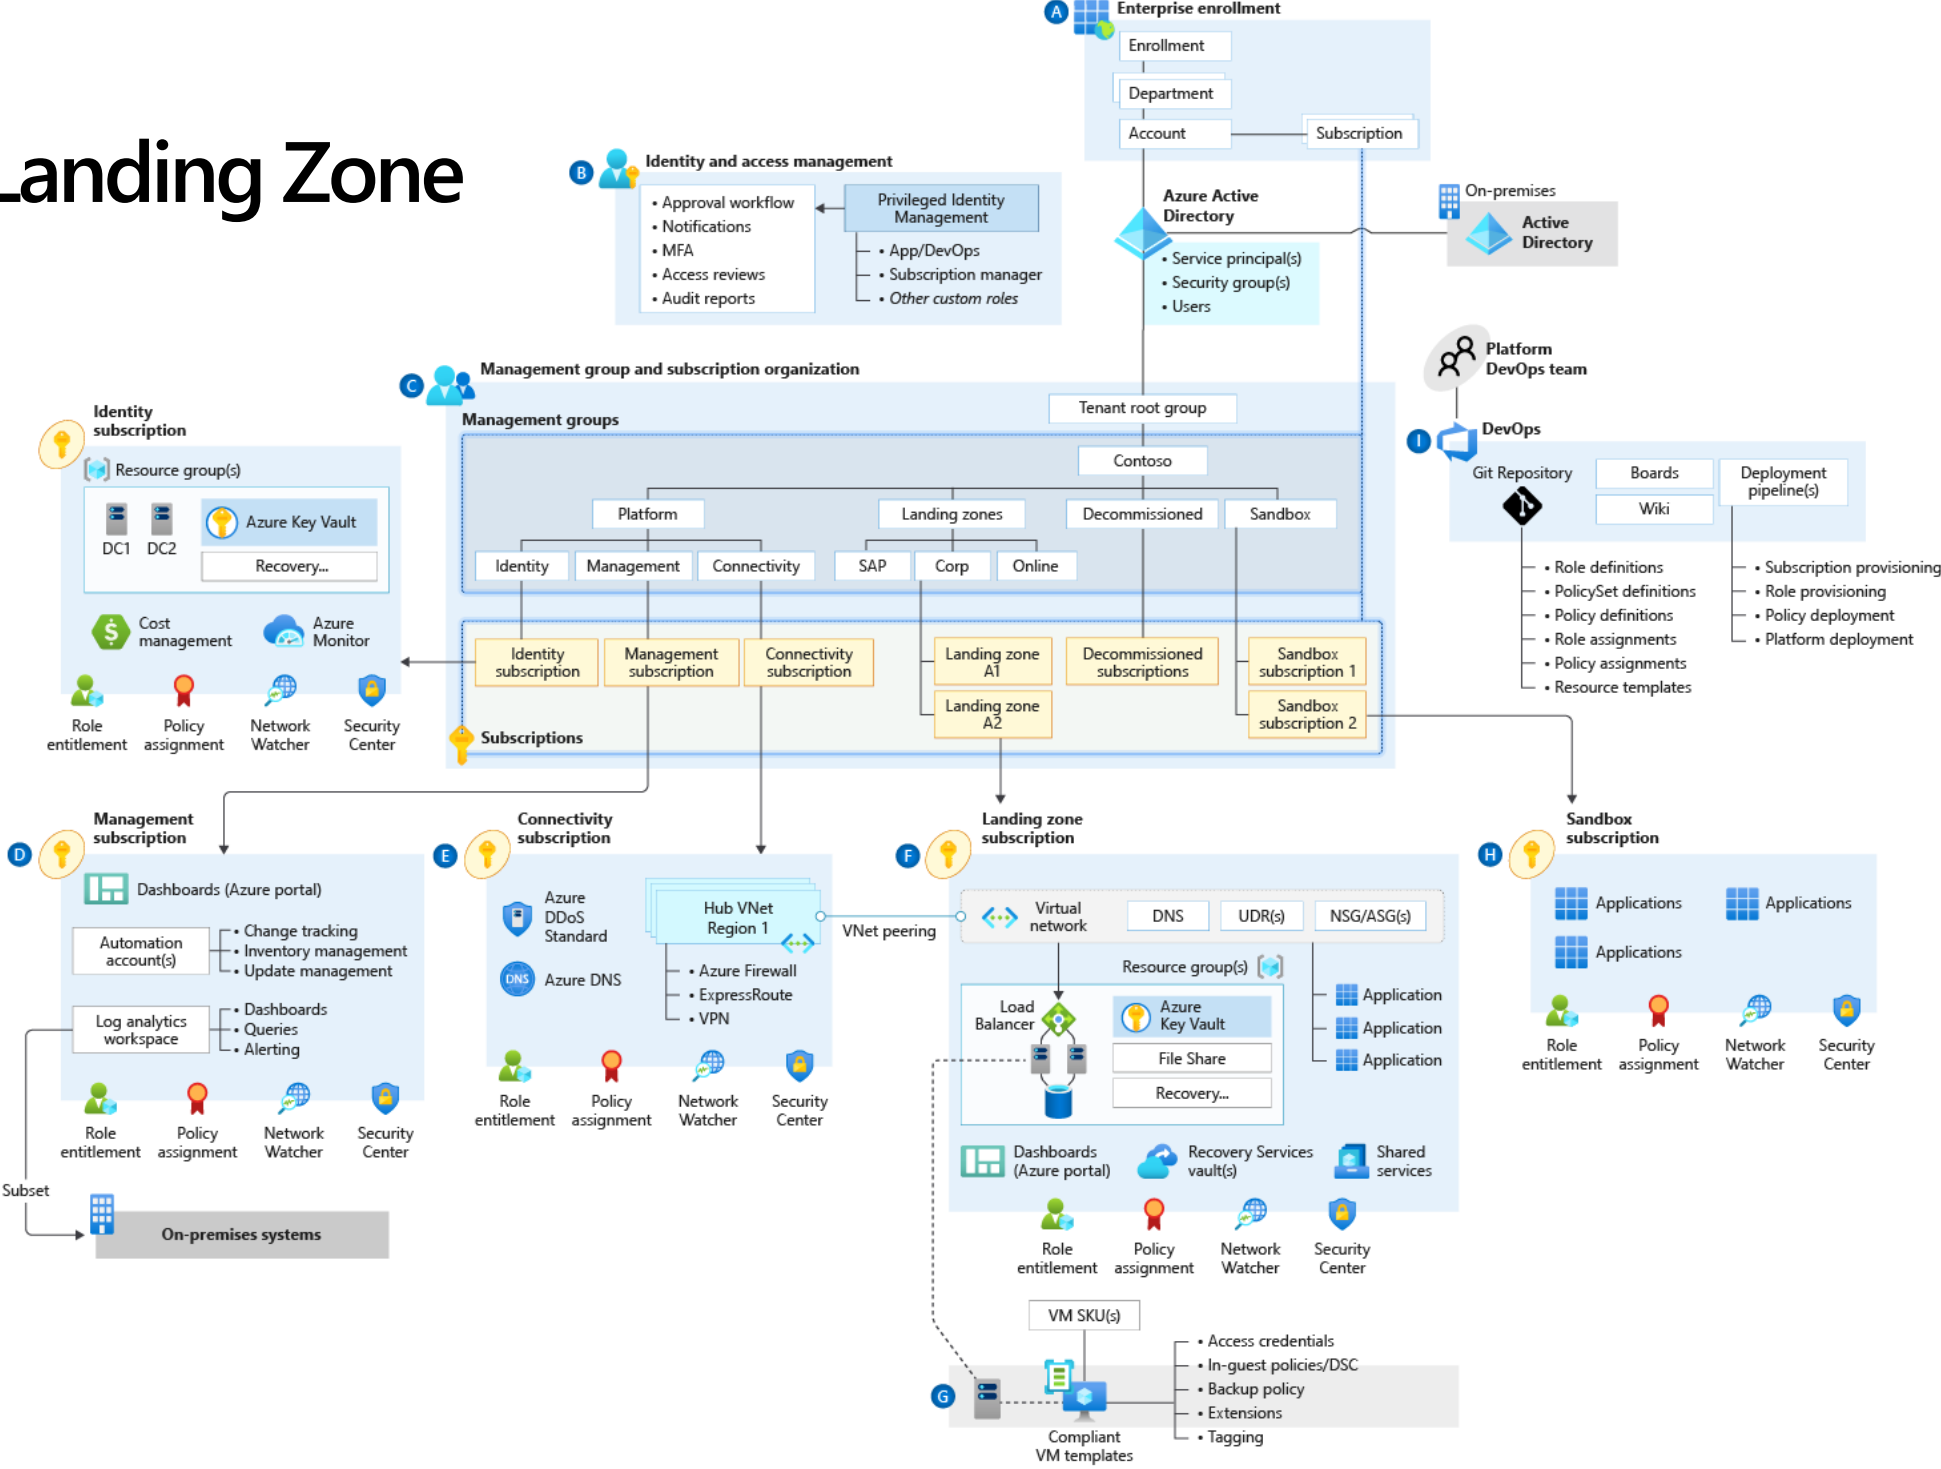 Landing Zone
A
Enterprise enrollment
Enrollment
Department
Account
Subscription
B
Identity and access management
• Approval workflow
• Notifications
• MFA
• Access reviews
• Audit reports
Privileged Identity
Management
• App/DevOps
• Subscription manager
• Other custom roles
Azure Active
Directory
• Service principal(s)
• Security group(s)
• Users
On-premises
Active
Directory
Platform
DevOps team
I
DevOps
Git Repository
Boards
Wiki
Deployment
pipeline(s)
• Role definitions
• PolicySet definitions
• Policy definitions
• Role assignments
• Policy assignments
• Resource templates
• Subscription provisioning
• Role provisioning
• Policy deployment
• Platform deployment
C
Management group and subscription organization
Management groups
Tenant root group
Contoso
Platform
Landing zones
Decommissioned
Sandbox
Identity
Management
Connectivity
SAP
Corp
Online
Identity
subscription
Management
subscription
Connectivity
subscription
Landing zone
A1
Landing zone
A2
Decommissioned
subscriptions
Sandbox
subscription 1
Sandbox
subscription 2
Subscriptions
Identity
subscription
Resource group(s)
DC1
DC2
Azure Key Vault
Recovery...
Cost
management
Azure
Monitor
Role
entitlement
Policy
assignment
Network
Watcher
Security
Center
D
Management
subscription
Dashboards (Azure portal)
Automation
account(s)
• Change tracking
• Inventory management
• Update management
Log analytics
workspace
• Dashboards
• Queries
• Alerting
Role
entitlement
Policy
assignment
Network
Watcher
Security
Center
Subset
On-premises systems
E
Connectivity
subscription
Azure
DDoS
Standard
DNS
Azure DNS
Hub VNet
Region 1
• Azure Firewall
• ExpressRoute
• VPN
VNet peering
Role
entitlement
Policy
assignment
Network
Watcher
Security
Center
F
Landing zone
subscription
Virtual
network
DNS
UDR(s)
NSG/ASG(s)
Resource group(s)
Load
Balancer
Azure
Key Vault
File Share
Recovery...
Application
Application
Application
Dashboards
(Azure portal)
Recovery Services
vault(s)
Shared
services
Role
entitlement
Policy
assignment
Network
Watcher
Security
Center
G
VM SKU(s)
Compliant
VM templates
• Access credentials
• In-guest policies/DSC
• Backup policy
• Extensions
• Tagging
H
Sandbox
subscription
Applications
Applications
Applications
Role
entitlement
Policy
assignment
Network
Watcher
Security
Center